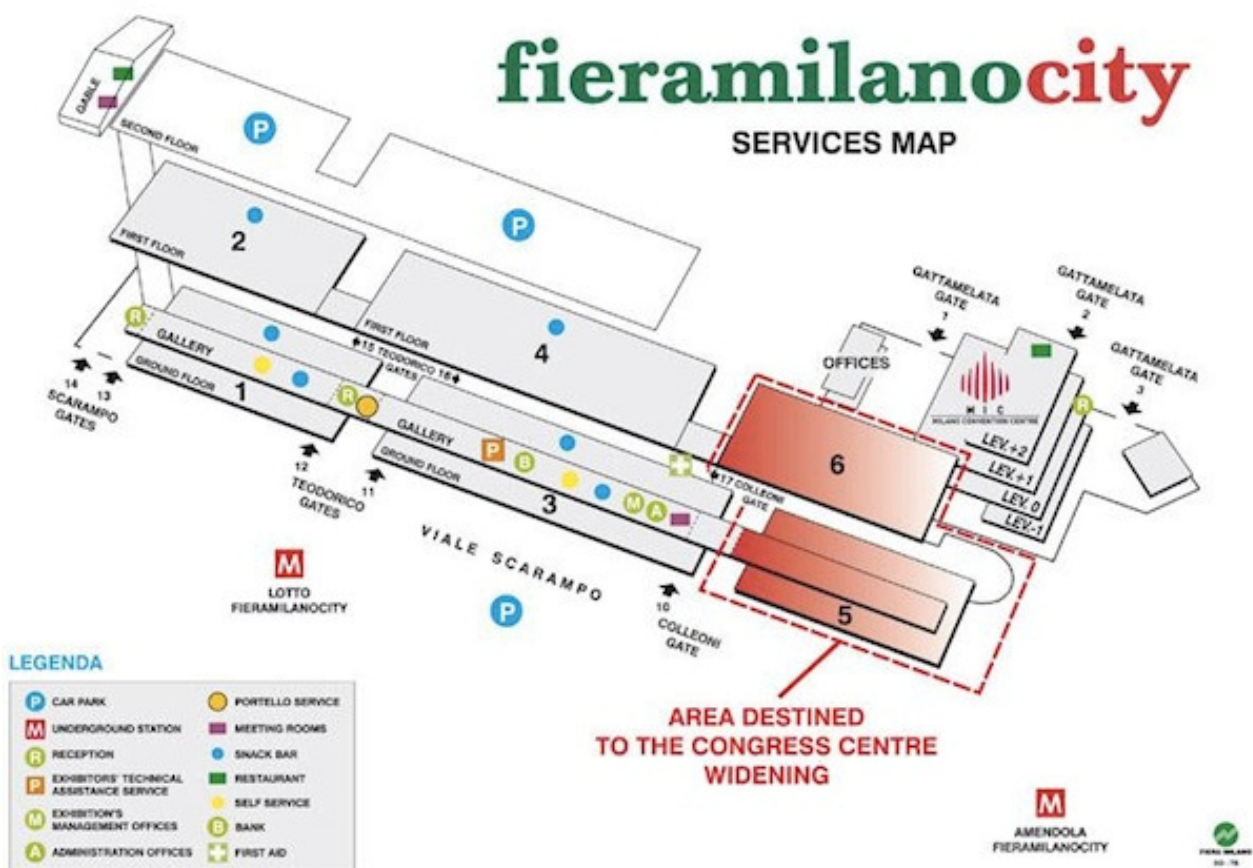 fieramilanocity
SERVICES MAP
GABLE
P
SECOND FLOOR
P
2
FIRST FLOOR
FIRST FLOOR
4
GATTAMELATA
GATE
1
GATTAMELATA
GATE
2
GATTAMELATA
GATE
3
OFFICES
MIC
MILANO CONVENTION CENTRE
R
LEV.+2
LEV.+1
LEV. 0
LEV.-1
R
GALLERY
GROUND FLOOR
1
15 TEODORICO 16
GATES
R
14
13
SCARAMPO
GATES
GALLERY
GROUND FLOOR
3
P
B
M
A
12
TEODORICO
GATES
11
17 COLLEONI
GATE
6
5
VIALE SCARAMPO
P
10
COLLEONI
GATE
M
LOTTO
FIERAMILANOCITY
AREA DESTINED
TO THE CONGRESS CENTRE
WIDENING
LEGENDA
P CAR PARK
M UNDERGROUND STATION
R RECEPTION
P EXHIBITORS' TECHNICAL
ASSISTANCE SERVICE
M EXHIBITION'S
MANAGEMENT OFFICES
A ADMINISTRATION OFFICES
PORTELLO SERVICE
MEETING ROOMS
SNACK BAR
RESTAURANT
SELF SERVICE
B BANK
FIRST AID
M
AMENDOLA
FIERAMILANOCITY
FIERA MILANO